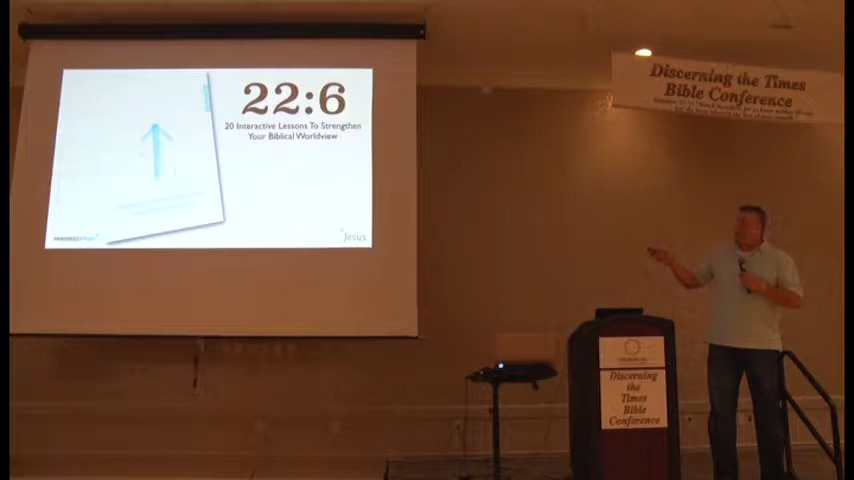 22:6
20 Interactive Lessons To Strengthen
Your Biblical Worldview
Jesus
Discerning the Times
Bible Conference
Discerning
the
Times
Bible
Conference